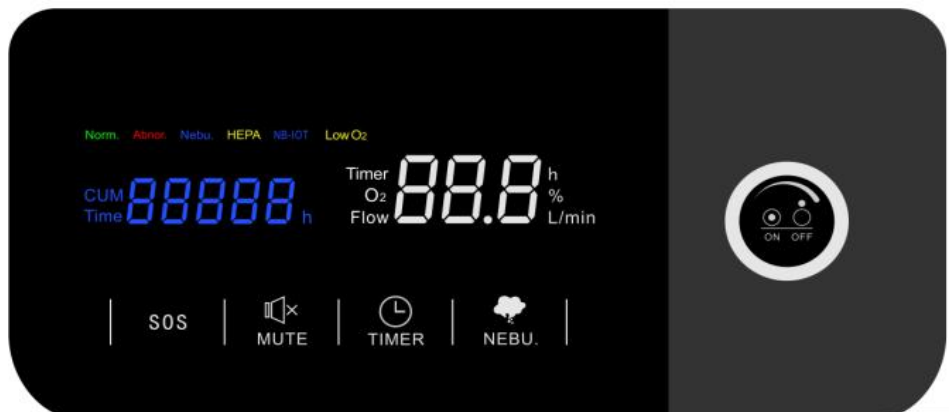 Norm. Abnor. Nebu. HEPA NB-IOT Low O₂
CUM Time 88888 h
Timer O₂ Flow 88.8 h % L/min
SOS MUTE TIMER NEBU.
ON OFF